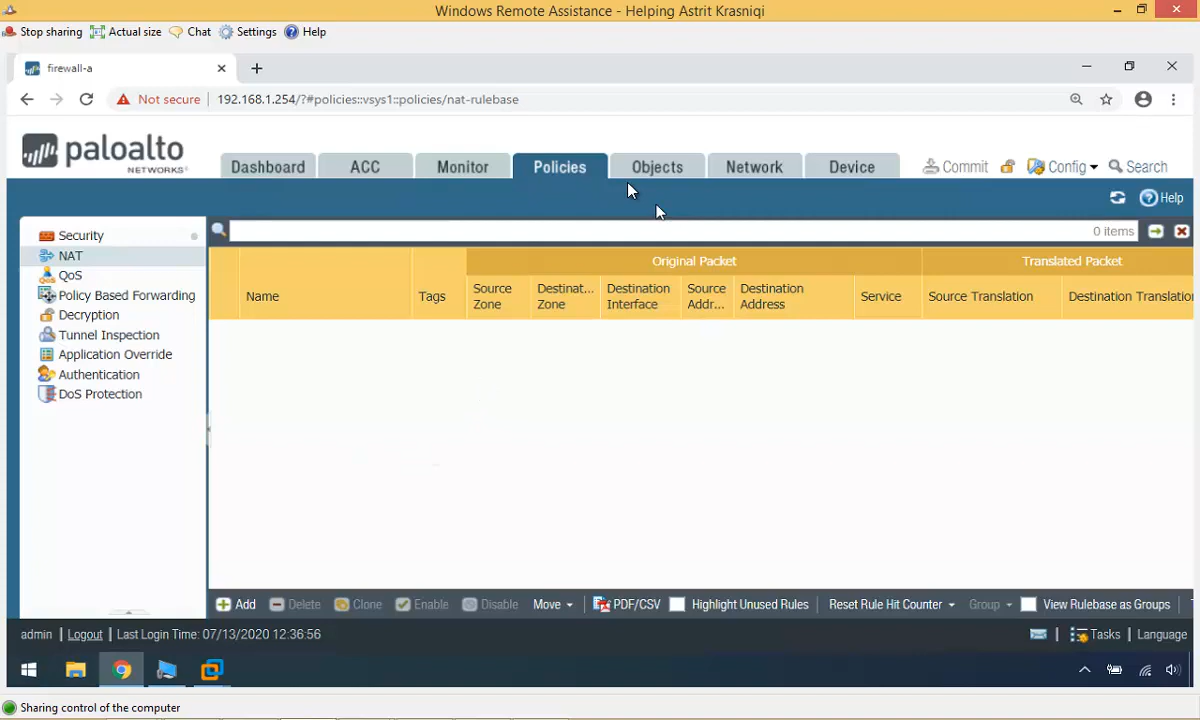 Windows Remote Assistance - Helping Astrit Krasniqi
Stop sharing Actual size Chat Settings Help
firewall-a
Not secure 192.168.1.254/?#policies::vsys1::policies/nat-rulebase
paloalto
NETWORKS®
Dashboard ACC Monitor Policies Objects Network Device Commit Config Search
Help
0 items
Security
NAT
QoS
Policy Based Forwarding
Decryption
Tunnel Inspection
Application Override
Authentication
DoS Protection
Original Packet Translated Packet
Name Tags Source Zone Destinat... Zone Destination Interface Source Addr... Destination Address Service Source Translation Destination Translation
Add Delete Clone Enable Disable Move PDF/CSV Highlight Unused Rules Reset Rule Hit Counter Group View Rulebase as Groups
admin | Logout | Last Login Time: 07/13/2020 12:36:56
Tasks | Language
Sharing control of the computer